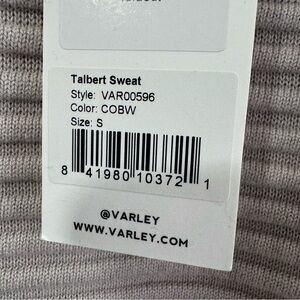 Talbert Sweat
Style: VAR00596
Color: COBW
Size: S
8 41980 10372 1
@VARLEY
WWW.VARLEY.COM